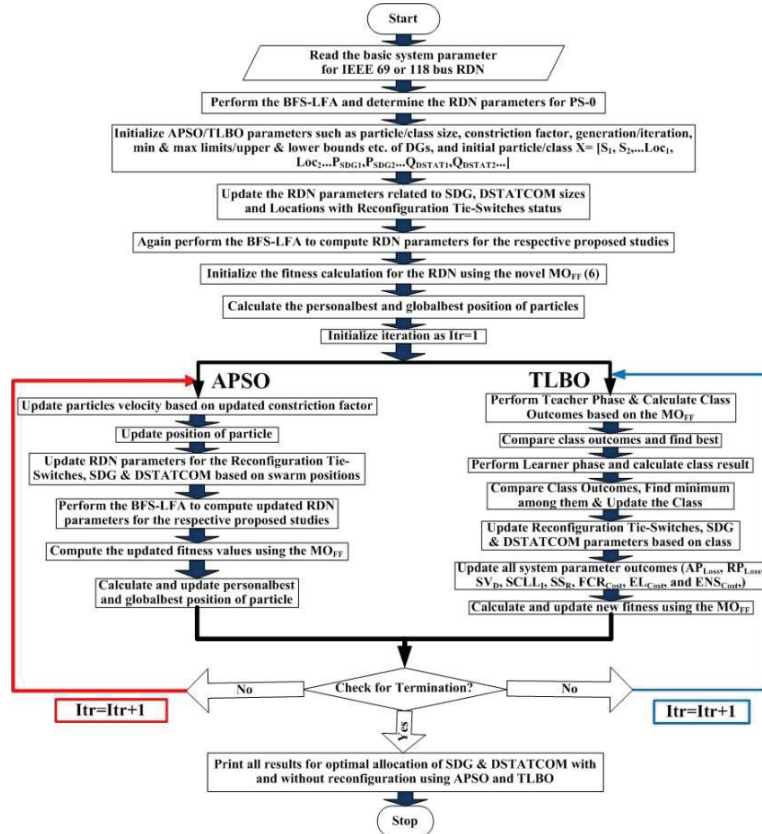 Start
Read the basic system parameter
for IEEE 69 or 118 bus RDN
Perform the BFS-LFA and determine the RDN parameters for PS-0
Initialize APSO/TLBO parameters such as particle/class size, constriction factor, generation/iteration,
min & max limits/upper & lower bounds etc. of DGs, and initial particle/class X= [S1, S2,...Loc1,
Loc2...PSDG1,PSDG2...QDSTAT1,QDSTAT2...]
Update the RDN parameters related to SDG, DSTATCOM sizes
and Locations with Reconfiguration Tie-Switches status
Again perform the BFS-LFA to compute RDN parameters for the respective proposed studies
Initialize the fitness calculation for the RDN using the novel MOFF (6)
Calculate the personalbest and globalbest position of particles
Initialize iteration as Itr=1
APSO
Update particles velocity based on updated constriction factor
Update position of particle
Update RDN parameters for the Reconfiguration Tie-
Switches, SDG & DSTATCOM based on swarm positions
Perform the BFS-LFA to compute updated RDN
parameters for the respective proposed studies
Compute the updated fitness values using the MOFF
Calculate and update personalbest
and globalbest position of particle
TLBO
Perform Teacher Phase & Calculate Class
Outcomes based on the MOFF
Compare class outcomes and find best
Perform Learner phase and calculate class result
Compare Class Outcomes, Find minimum
among them & Update the Class
Update Reconfiguration Tie-Switches, SDG
& DSTATCOM parameters based on class
Update all system parameter outcomes (APLoss, RPLoss,
SVD, SCLLI, SSR, FCRCost, ELCost, and ENSCost,)
Calculate and update new fitness using the MOFF
No
Check for Termination?
No
Itr=Itr+1
Itr=Itr+1
Yes
Print all results for optimal allocation of SDG & DSTATCOM with
and without reconfiguration using APSO and TLBO
Stop